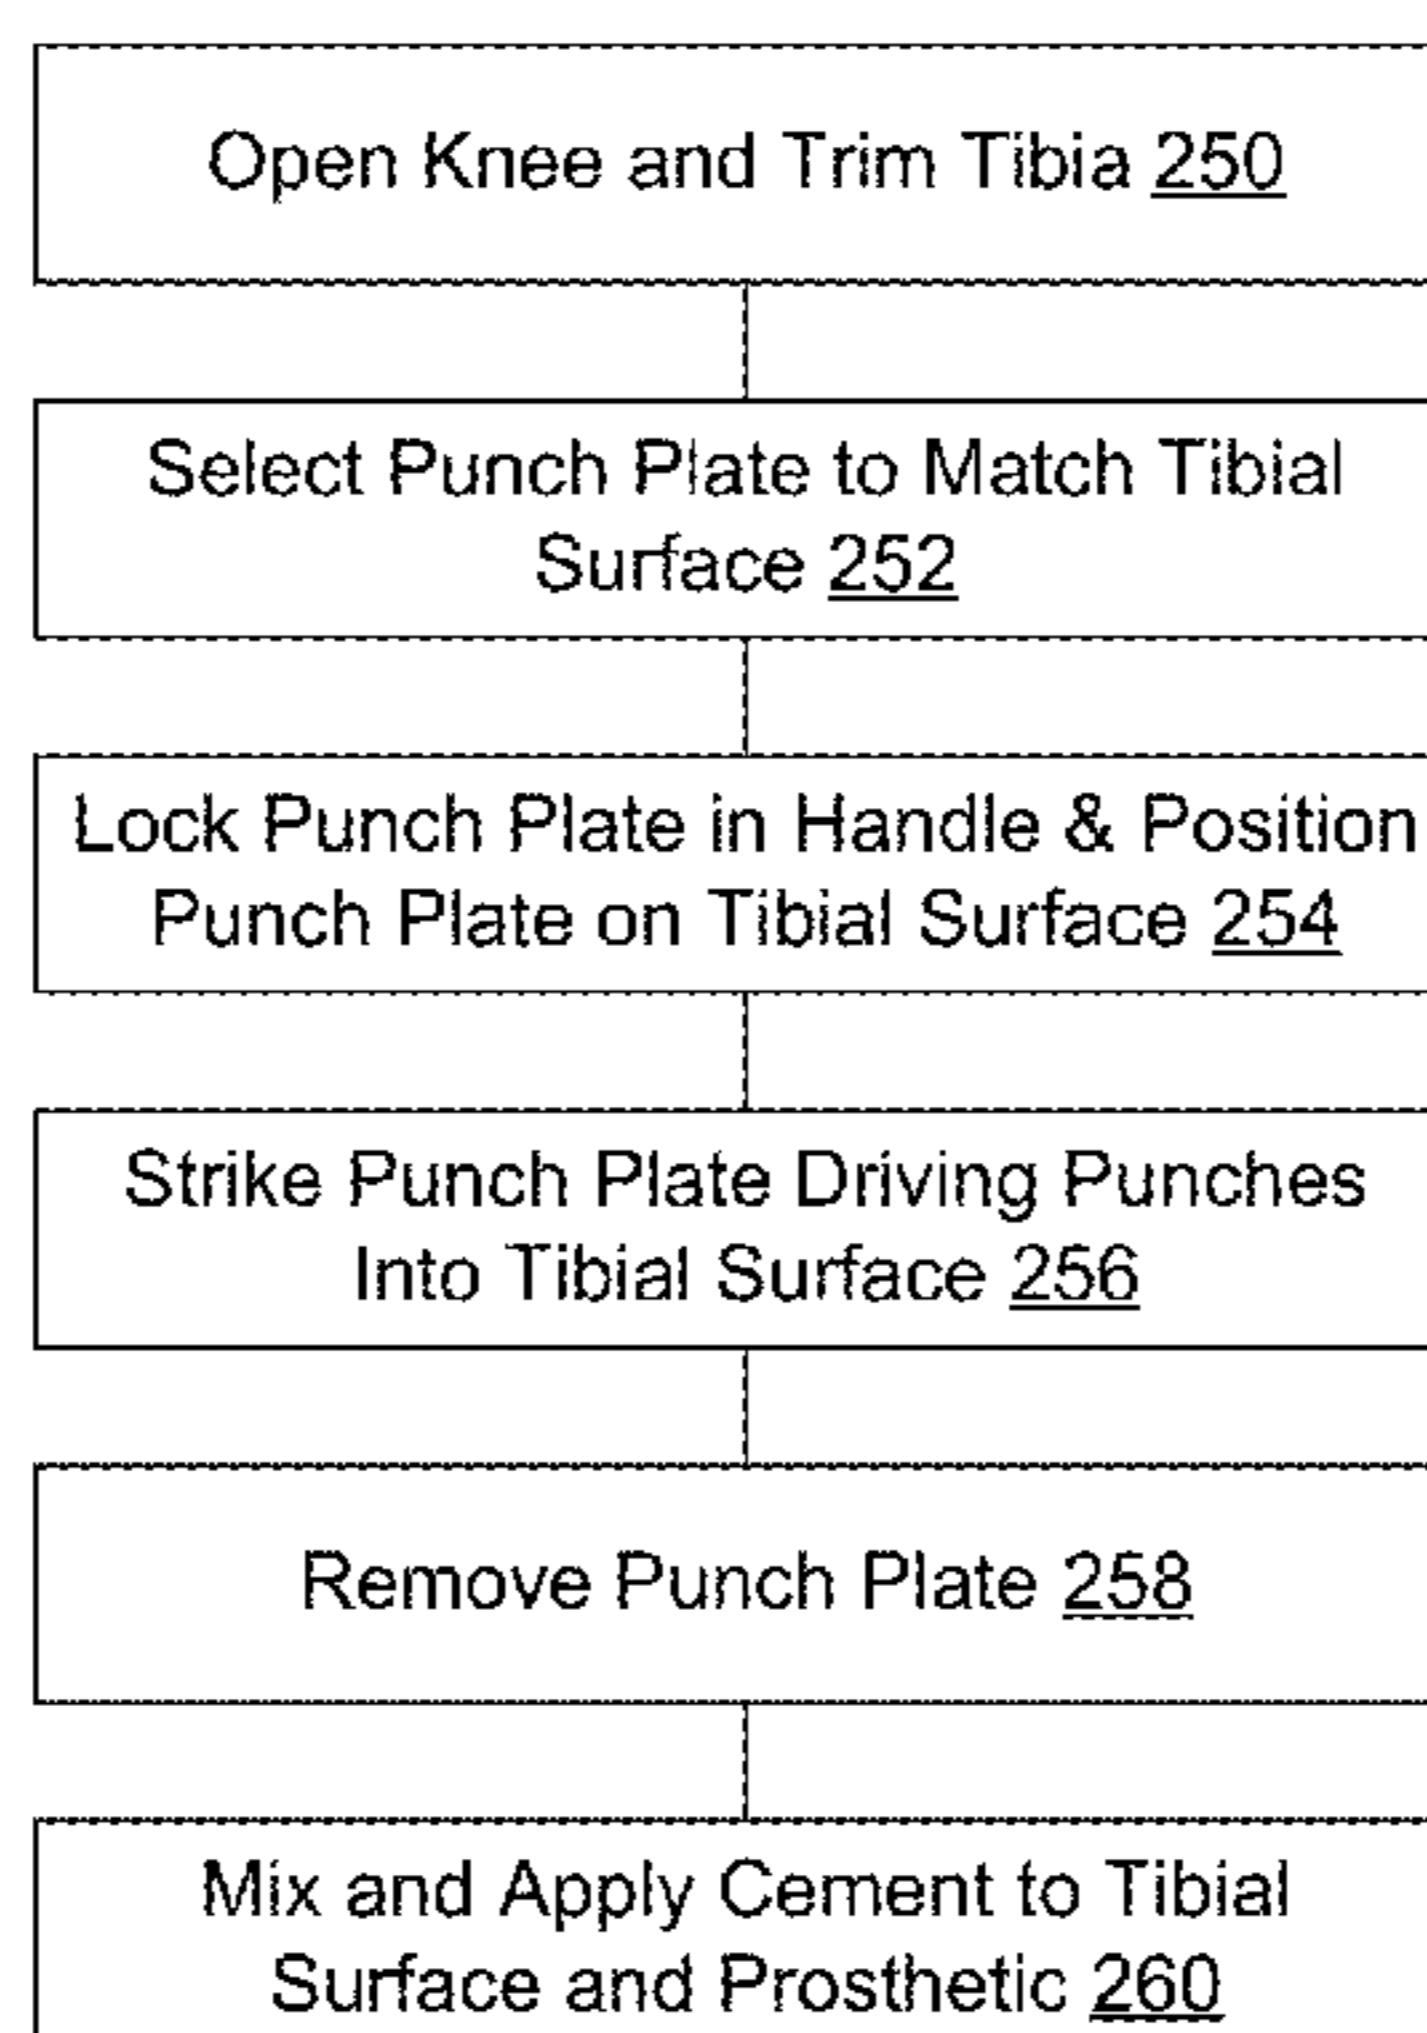 Open Knee and Trim Tibia 250
Select Punch Plate to Match Tibial
Surface 252
Lock Punch Plate in Handle & Position
Punch Plate on Tibial Surface 254
Strike Punch Plate Driving Punches
Into Tibial Surface 256
Remove Punch Plate 258
Mix and Apply Cement to Tibial
Surface and Prosthetic 260